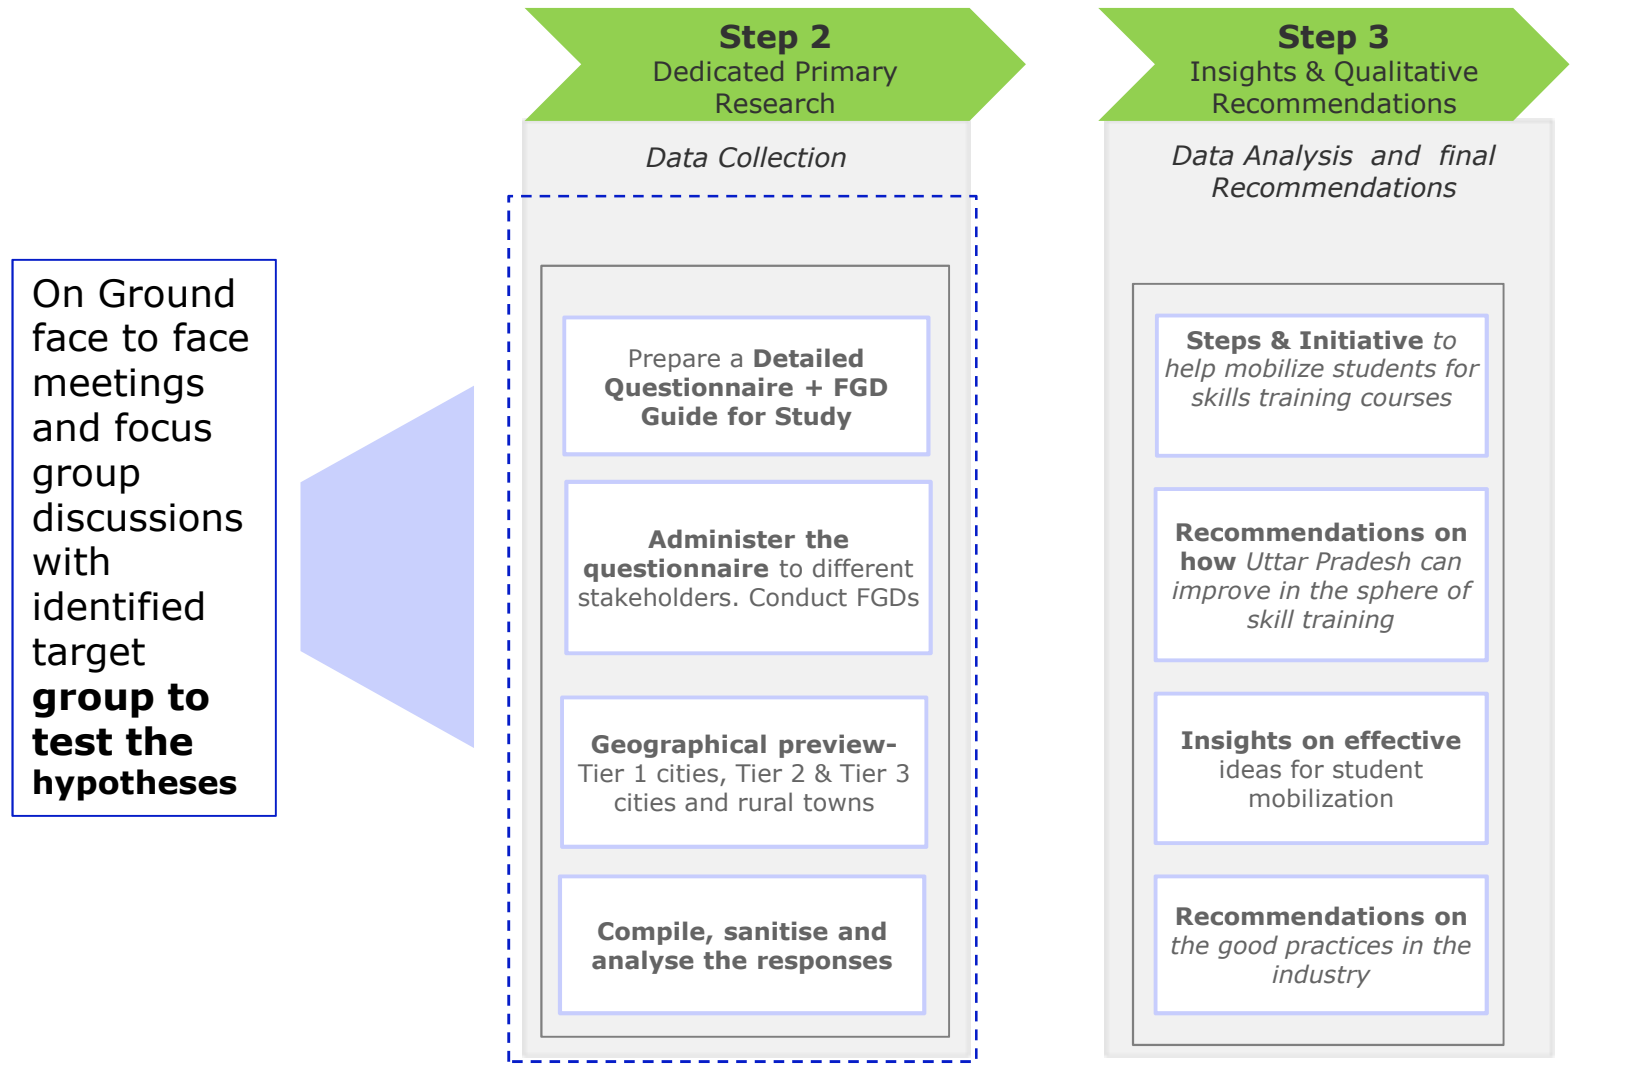 Step 2
Dedicated Primary
Research
Data Collection
Step 3
Insights & Qualitative
Recommendations
Data Analysis and final
Recommendations
On Ground
face to face
meetings
and focus
group
discussions
with
identified
target
group to
test the
hypotheses
Prepare a Detailed
Questionnaire + FGD
Guide for Study
Administer the
questionnaire to different
stakeholders. Conduct FGDs
Geographical preview-
Tier 1 cities, Tier 2 & Tier 3
cities and rural towns
Compile, sanitise and
analyse the responses
Steps & Initiative to
help mobilize students for
skills training courses
Recommendations on
how Uttar Pradesh can
improve in the sphere of
skill training
Insights on effective
ideas for student
mobilization
Recommendations on
the good practices in the
industry